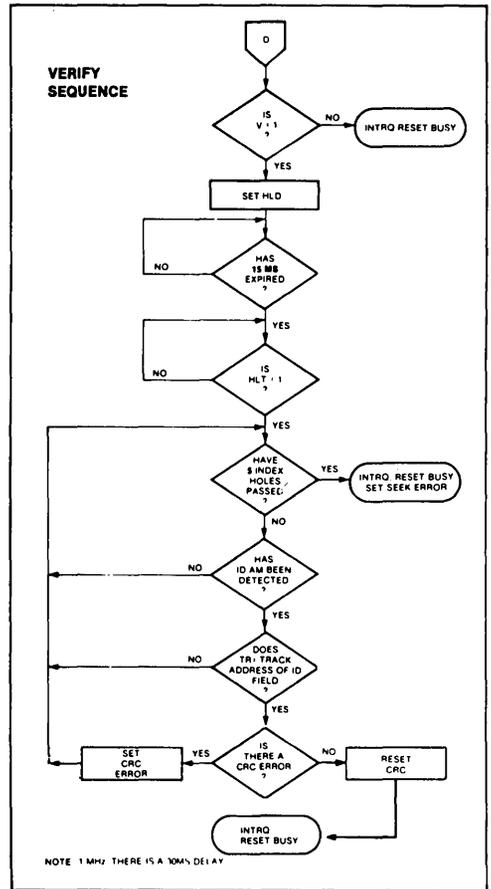 D
VERIFY
SEQUENCE
IS
V = 1
?
NO
INTRQ RESET BUSY
YES
SET HLD
HAS
15 MS
EXPIRED
?
NO
YES
IS
HLT = 1
?
NO
YES
HAVE
5 INDEX
HOLES
PASSED
?
YES
INTRQ RESET BUSY
SET SEEK ERROR
NO
HAS
ID AM BEEN
DETECTED
?
NO
YES
DOES
TR = TRACK
ADDRESS OF ID
FIELD
?
NO
YES
IS
THERE A
CRC ERROR
?
YES
SET
CRC
ERROR
NO
RESET
CRC
INTRQ
RESET BUSY
NOTE 1 MHz THERE IS A 30MS DELAY